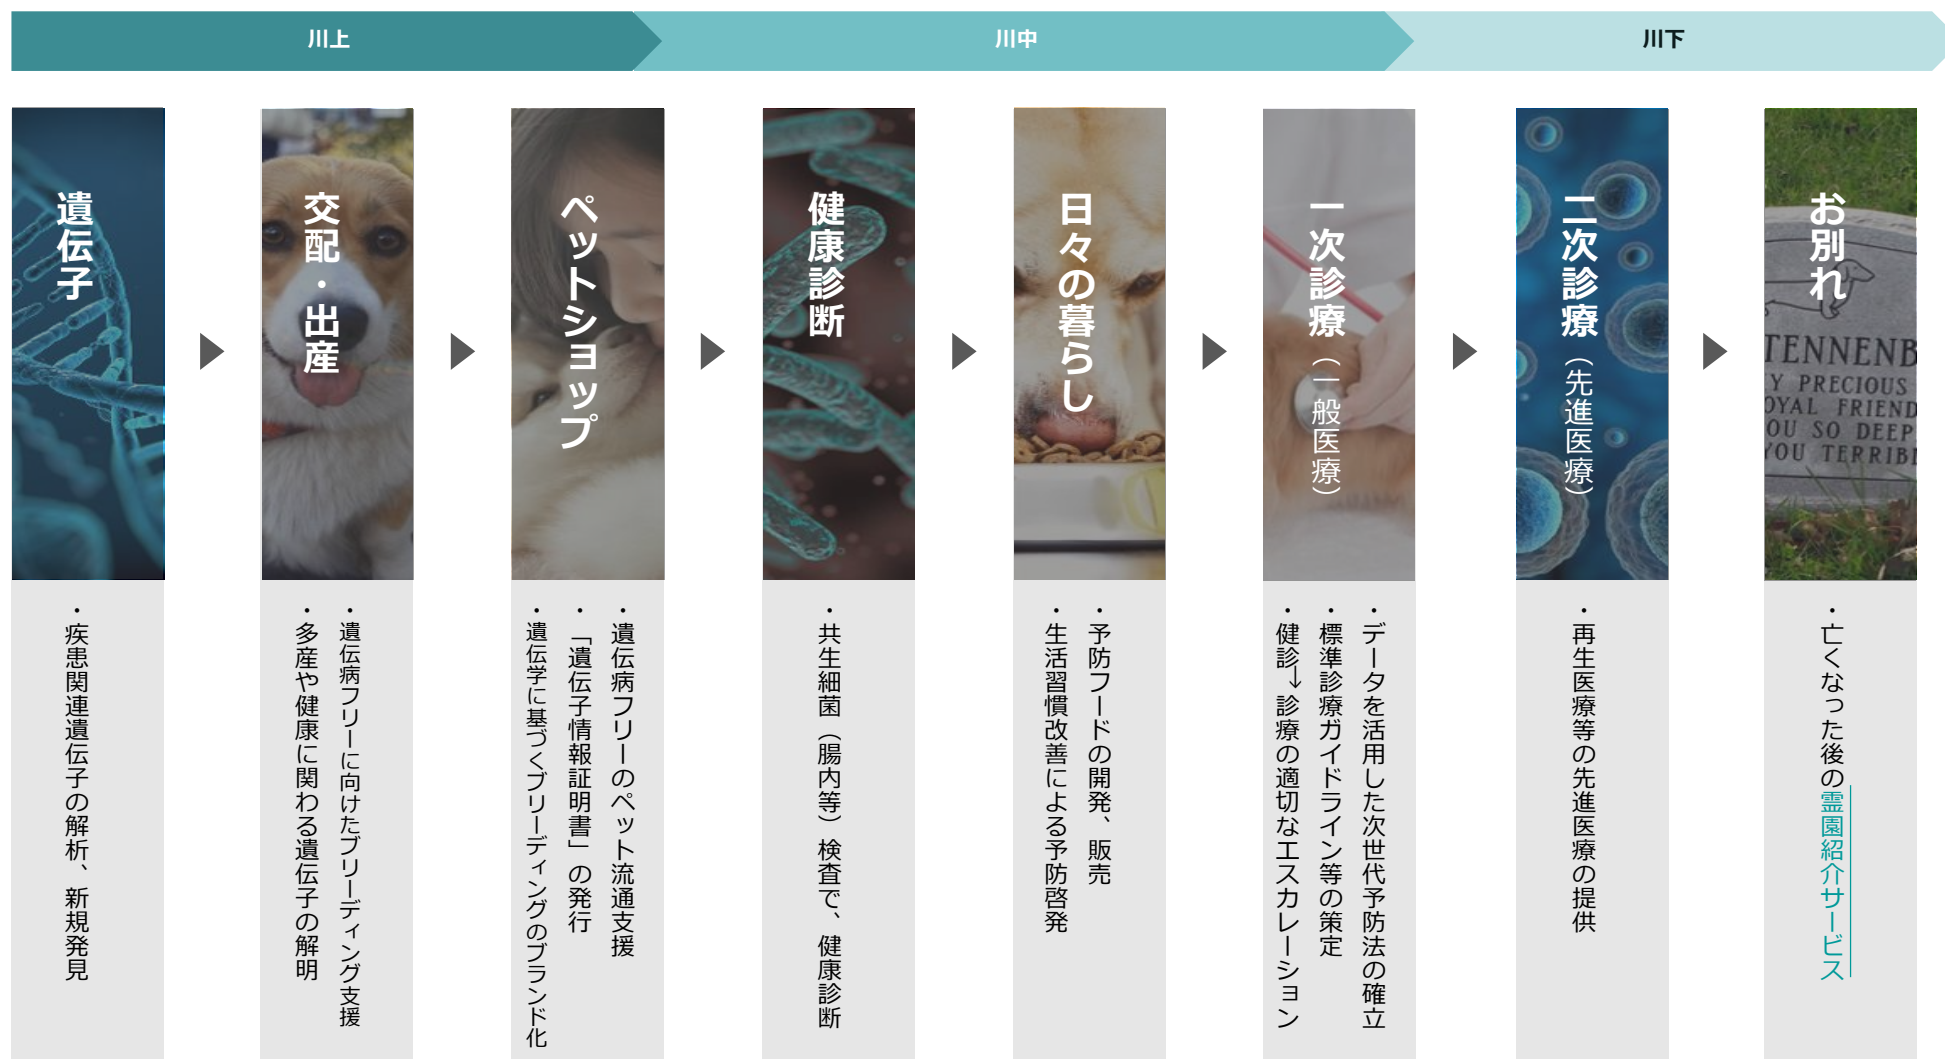 川上
川中
川下
遺伝子
・疾患関連遺伝子の解析、新規発見
交配・出産
・遺伝病フリーに向けたブリーディング支援
・多産や健康に関わる遺伝子の解明
ペットショップ
・遺伝病フリーのペット流通支援
・「遺伝子情報証明書」の発行
・遺伝学に基づくブリーディングのブランド化
健康診断
・共生細菌（腸内等）検査で、健康診断
日々の暮らし
・予防フードの開発、販売
・生活習慣改善による予防啓発
一次診療（一般医療）
・データを活用した次世代予防法の確立
・標準診療ガイドライン等の策定
・健診→診療の適切なエスカレーション
二次診療（先進医療）
・再生医療等の先進医療の提供
お別れ
TENNENB
Y PRECIOUS
OYAL FRIEND
OU SO DEEP
YOU TERRIB
・亡くなった後の霊園紹介サービス